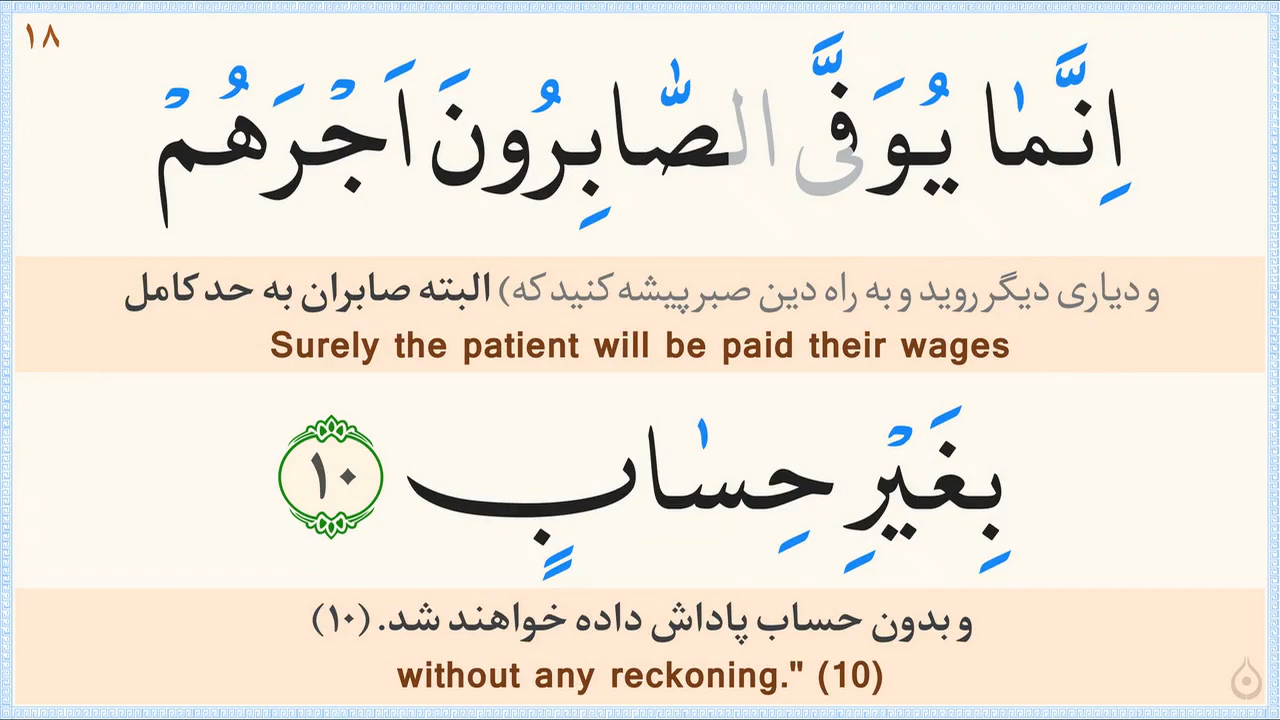 ۱۸
اِنَّمٰا يُوَفَّى الصّٰابِرُونَ اَجْرَهُمْ
و دیاری دیگر روید و به راه دین صبر پیشه کنید که) البته صابران به حد کامل
Surely the patient will be paid their wages
بِغَيْرِ حِسٰابٍ ۱۰
و بدون حساب پاداش داده خواهند شد. (۱۰)
without any reckoning." (10)